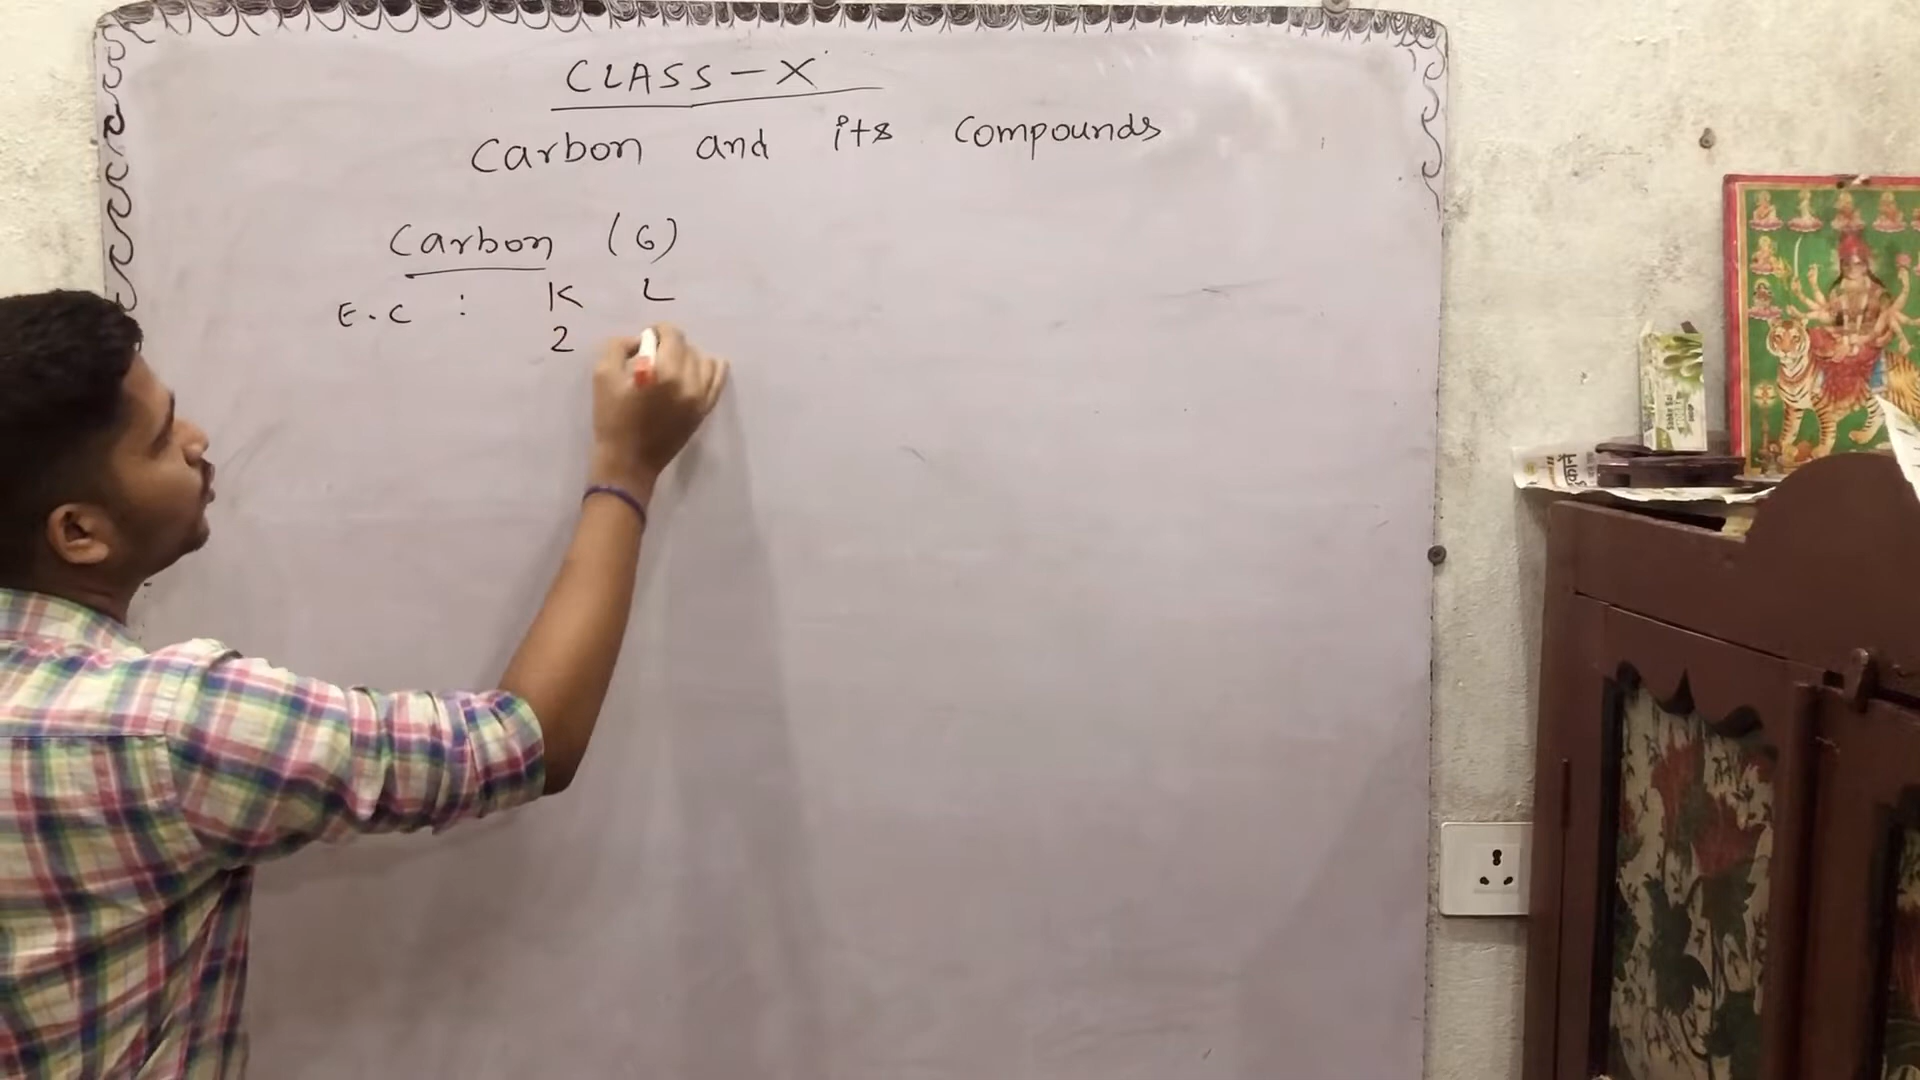 CLASS - X
Carbon and its Compounds
Carbon (6)
E.C : K L
2